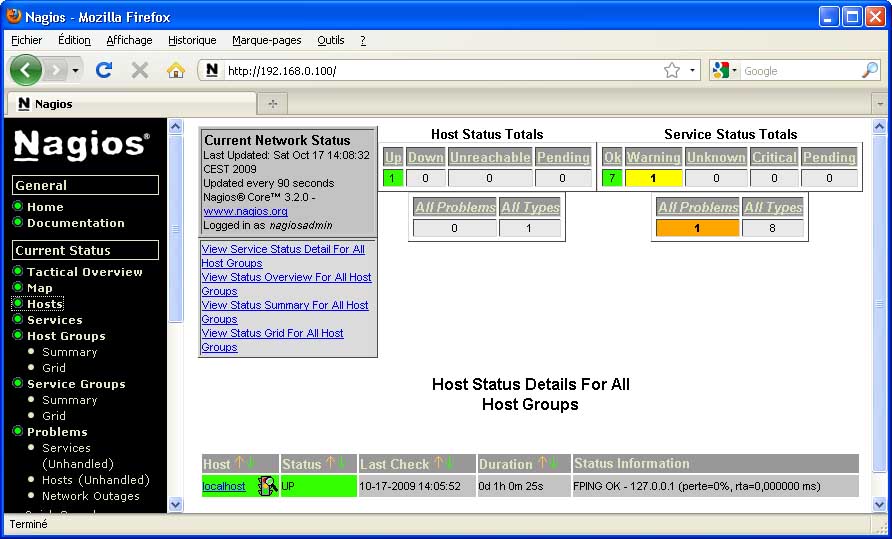 Nagios - Mozilla Firefox
Fichier Édition Affichage Historique Marque-pages Outils ?
N http://192.168.0.100/ Google
N Nagios
Nagios®
General
Home
Documentation
Current Status
Tactical Overview
Map
Hosts
Services
Host Groups
Summary
Grid
Service Groups
Summary
Grid
Problems
Services
(Unhandled)
Hosts (Unhandled)
Network Outages
Current Network Status
Last Updated: Sat Oct 17 14:08:32
CEST 2009
Updated every 90 seconds
Nagios® Core™ 3.2.0 -
www.nagios.org
Logged in as nagiosadmin
View Service Status Detail For All
Host Groups
View Status Overview For All Host
Groups
View Status Summary For All Host
Groups
View Status Grid For All Host
Groups
Host Status Totals
Up Down Unreachable Pending
1 0 0 0
All Problems All Types
0 1
Service Status Totals
Ok Warning Unknown Critical Pending
7 1 0 0 0
All Problems All Types
1 8
Host Status Details For All
Host Groups
Host Status Last Check Duration Status Information
localhost UP 10-17-2009 14:05:52 0d 1h 0m 25s FPING OK - 127.0.0.1 (perte=0%, rta=0,000000 ms)
Terminé